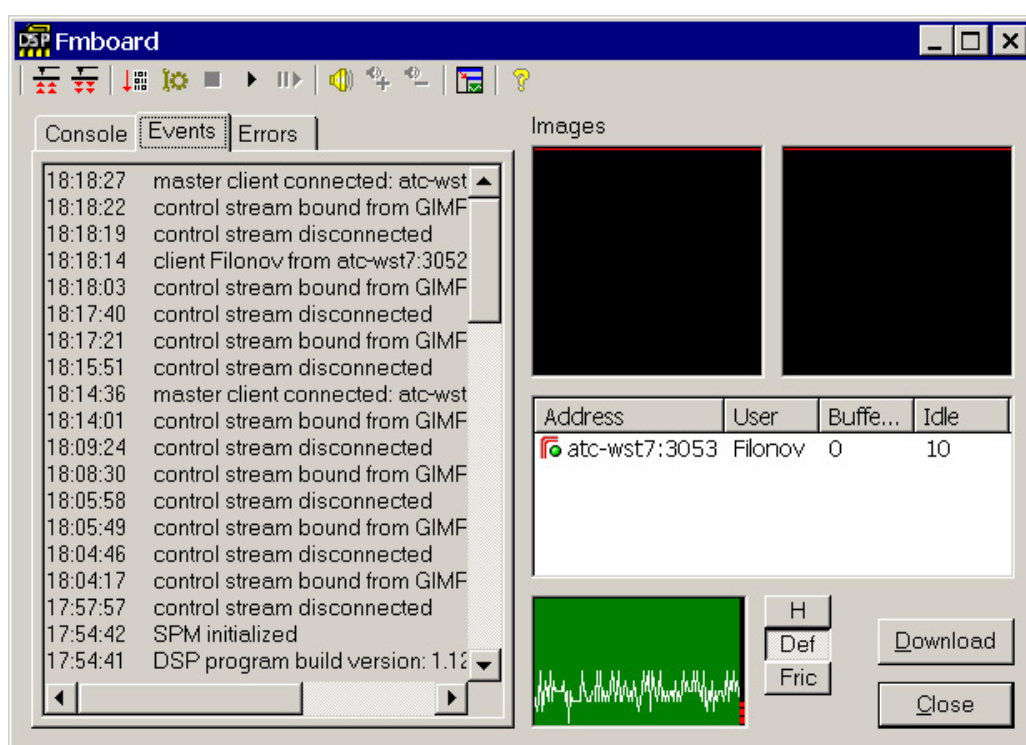 DSP Fmboard
Console Events Errors
18:18:27 master client connected: atc-wst
18:18:22 control stream bound from GIMF
18:18:19 control stream disconnected
18:18:14 client Filonov from atc-wst7:3052
18:18:03 control stream bound from GIMF
18:17:40 control stream disconnected
18:17:21 control stream bound from GIMF
18:15:51 control stream disconnected
18:14:36 master client connected: atc-wst
18:14:01 control stream bound from GIMF
18:09:24 control stream disconnected
18:08:30 control stream bound from GIMF
18:05:58 control stream disconnected
18:05:49 control stream bound from GIMF
18:04:46 control stream disconnected
18:04:17 control stream bound from GIMF
17:57:57 control stream disconnected
17:54:42 SPM initialized
17:54:41 DSP program build version: 1.12
Images
Address User Buffe... Idle
atc-wst7:3053 Filonov 0 10
H
Def
Fric
Download
Close